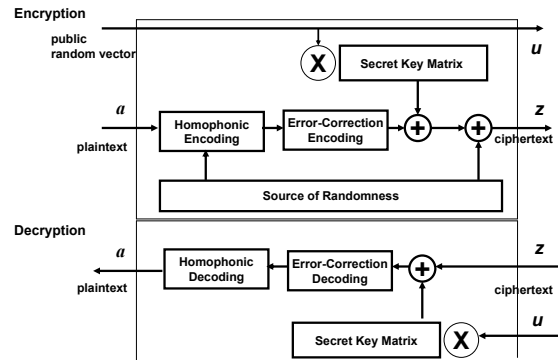 Encryption
public
random vector
u
X
Secret Key Matrix
a
z
Homophonic
Encoding
Error-Correction
Encoding
+
+
plaintext
ciphertext
Source of Randomness
Decryption
a
z
Homophonic
Decoding
Error-Correction
Decoding
+
plaintext
ciphertext
u
Secret Key Matrix
X